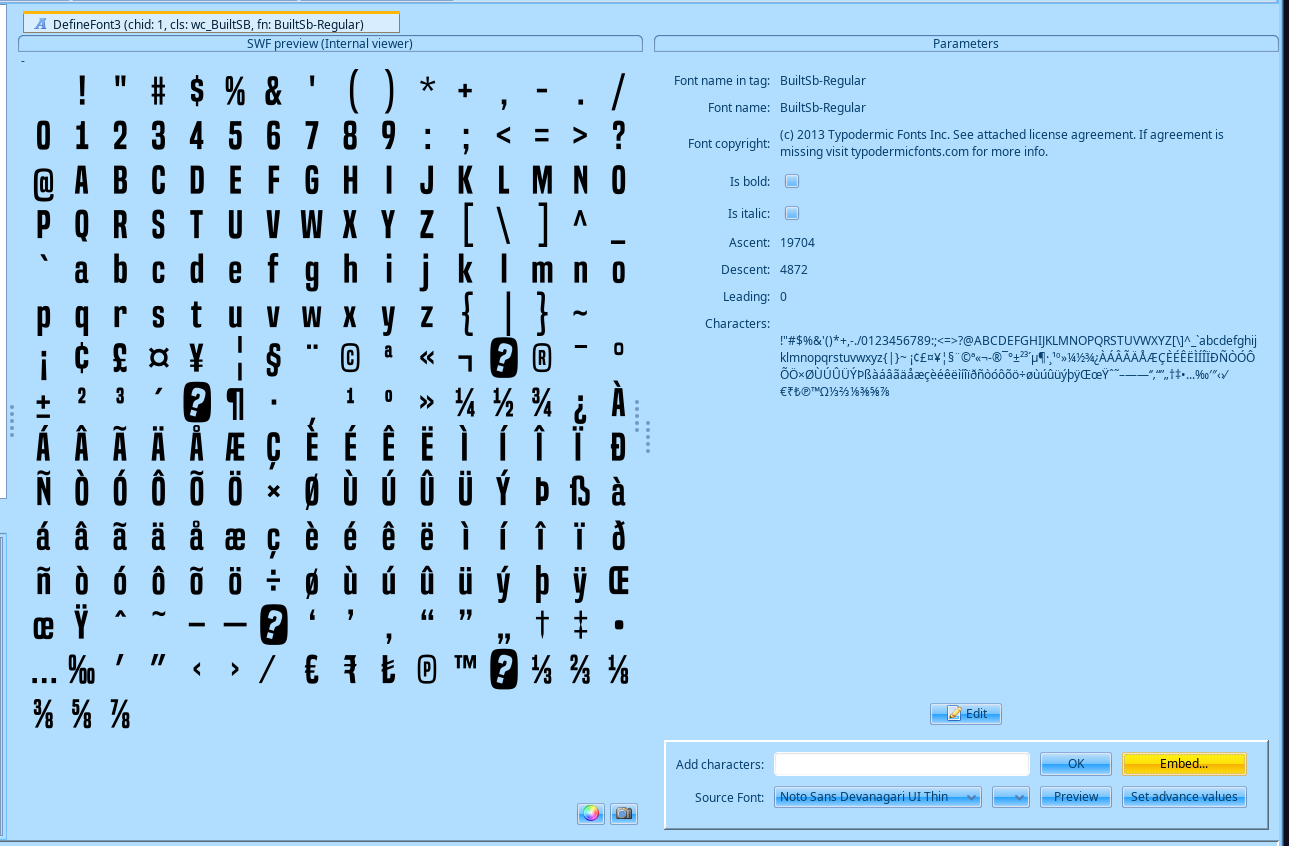 DefineFont3 (chid: 1, cls: wc_BuiltSB, fn: BuiltSb-Regular)
SWF preview (Internal viewer)
-
! " # $ % & ' ( ) * + , - . /
0 1 2 3 4 5 6 7 8 9 : ; < = > ?
@ A B C D E F G H I J K L M N O
P Q R S T U V W X Y Z [ \ ] ^ _
` a b c d e f g h i j k l m n o
p q r s t u v w x y z { | } ~
¡ ¢ £ ¤ ¥ ¦ § ¨ © ª « ¬ ? ® ¯ °
± ² ³ ´ ? ¶ · ¸ ¹ º » ¼ ½ ¾ ¿ À
Á Â Ã Ä Å Æ Ç È É Ê Ë Ì Í Î Ï Ð
Ñ Ò Ó Ô Õ Ö × Ø Ù Ú Û Ü Ý Þ ß à
á â ã ä å æ ç è é ê ë ì í î ï ð
ñ ò ó ô õ ö ÷ ø ù ú û ü ý þ ÿ Œ
œ Ÿ ˆ ˜ – — ? ‘ ’ ‚ “ ” „ † ‡ •
… ‰ ′ ″ ‹ › ⁄ € ₹ ₺ ℗ ™ ? ⅓ ⅔ ⅛
⅜ ⅝ ⅞
Parameters
Font name in tag: BuiltSb-Regular
Font name: BuiltSb-Regular
Font copyright: (c) 2013 Typodermic Fonts Inc. See attached license agreement. If agreement is
missing visit typodermicfonts.com for more info.
Is bold:
Is italic:
Ascent: 19704
Descent: 4872
Leading: 0
Characters:
!"#$%&'()*+,-./0123456789:;<=>?@ABCDEFGHIJKLMNOPQRSTUVWXYZ[\]^_`abcdefghij
klmnopqrstuvwxyz{|}~ ¡¢£¤¥¦§¨©ª«¬-®¯°±²³´µ¶·¸¹º»¼½¾¿ÀÁÂÃÄÅÆÇÈÉÊËÌÍÎÏÐÑÒÓÔ
ÕÖ×ØÙÚÛÜÝÞßàáâãäåæçèéêëìíîïðñòóôõö÷øùúûüýþÿŒœŸˆ˜–—―‘’‚“”„†‡•…‰′″‹›⁄
€₹₺℗™Ω⅓⅔⅛⅜⅝⅞
Edit
Add characters: OK Embed...
Source Font: Noto Sans Devanagari UI Thin Preview Set advance values